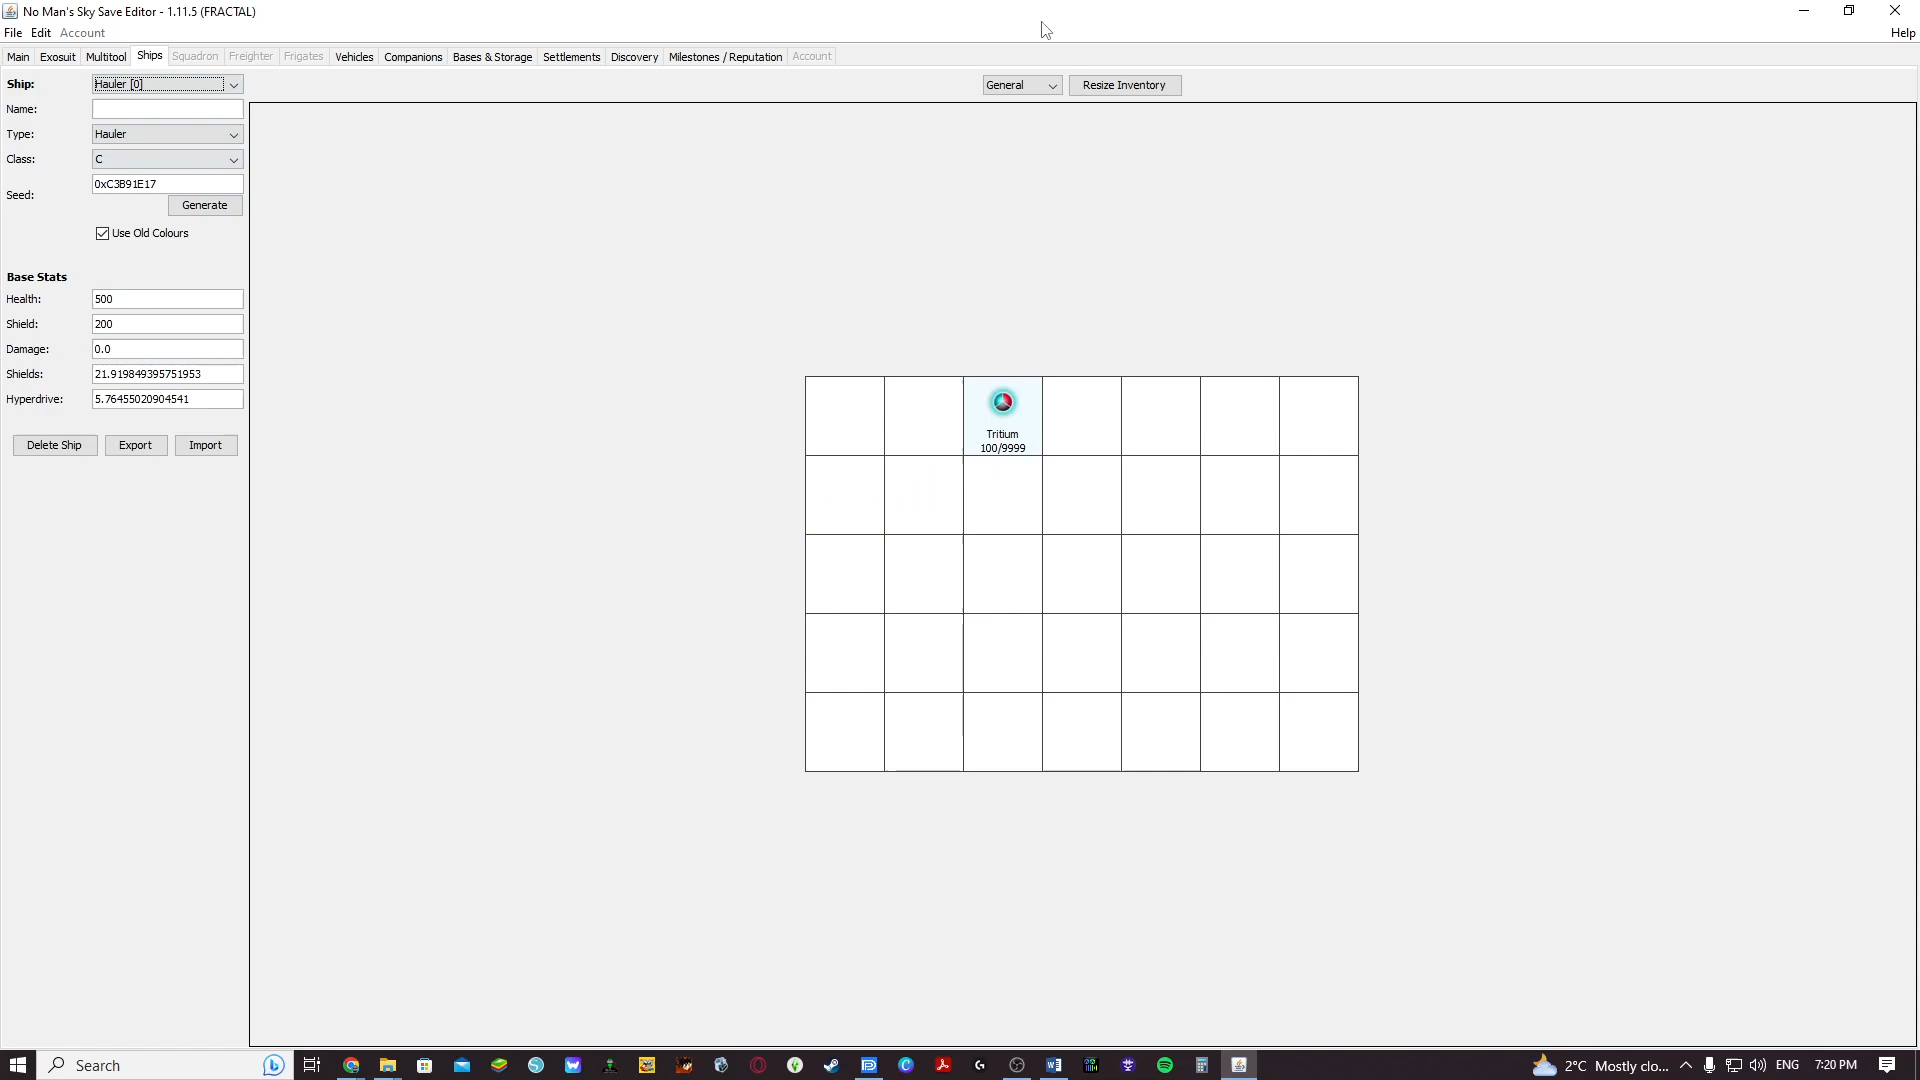 No Man's Sky Save Editor - 1.11.5 (FRACTAL)
File Edit Account Help
Main Exosuit Multitool Ships Squadron Freighter Frigates Vehicles Companions Bases & Storage Settlements Discovery Milestones / Reputation Account
Ship: Hauler [0] General Resize Inventory
Name:
Type: Hauler
Class: C
Seed: 0xC3B91E17
Generate
Use Old Colours
Base Stats
Health: 500
Shield: 200
Damage: 0.0
Shields: 21.919849395751953
Hyperdrive: 5.76455020904541
Delete Ship Export Import
Tritium
100/9999
Search 2°C Mostly clo... ENG 7:20 PM